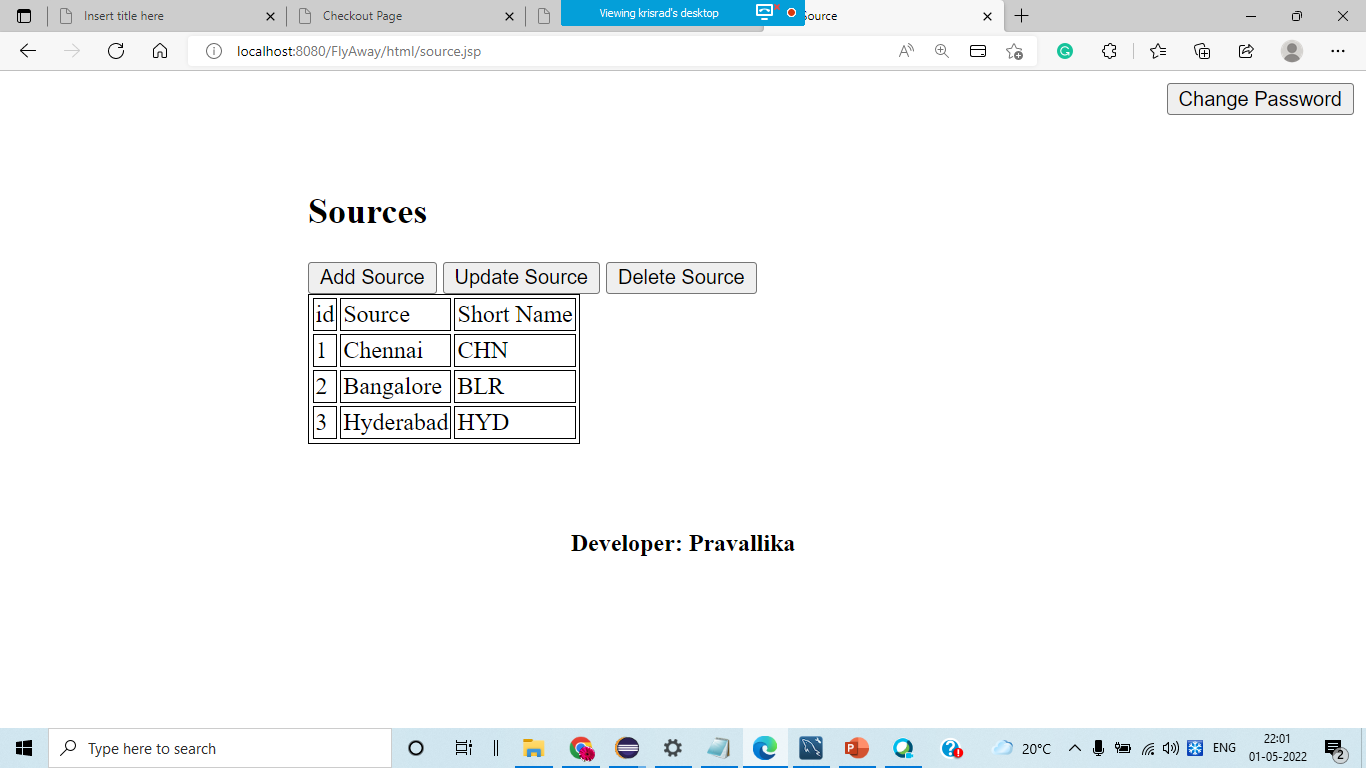 Insert title here
Checkout Page
Viewing krisrad's desktop
Source
localhost:8080/FlyAway/html/source.jsp
Change Password
Sources
Add Source Update Source Delete Source
id Source Short Name
1 Chennai CHN
2 Bangalore BLR
3 Hyderabad HYD
Developer: Pravallika
Type here to search
20°C
ENG
22:01
01-05-2022
2